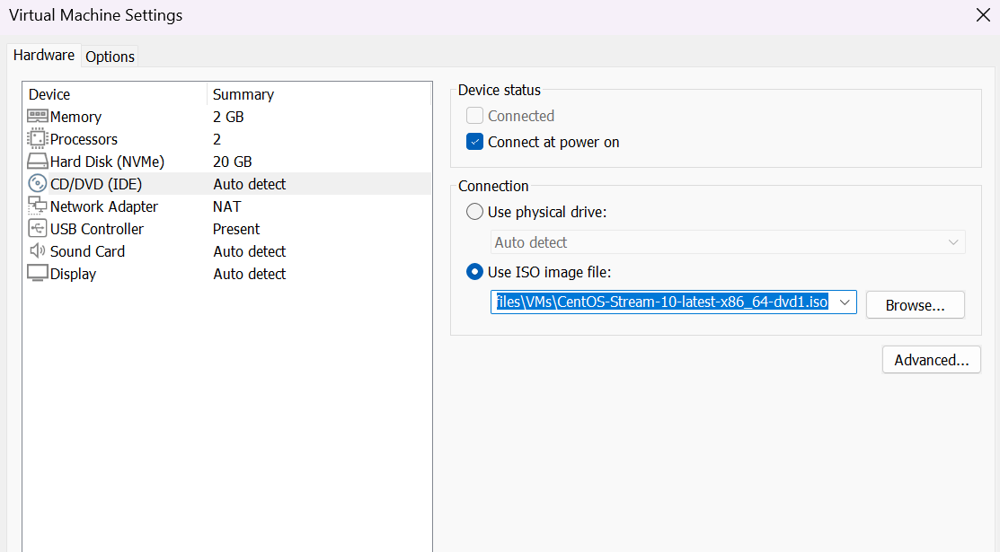 Virtual Machine Settings
Hardware
Options
Device Summary
Memory 2 GB
Processors 2
Hard Disk (NVMe) 20 GB
CD/DVD (IDE) Auto detect
Network Adapter NAT
USB Controller Present
Sound Card Auto detect
Display Auto detect
Device status
Connected
Connect at power on
Connection
Use physical drive:
Auto detect
Use ISO image file:
files\VMs\CentOS-Stream-10-latest-x86_64-dvd1.iso
Browse...
Advanced...